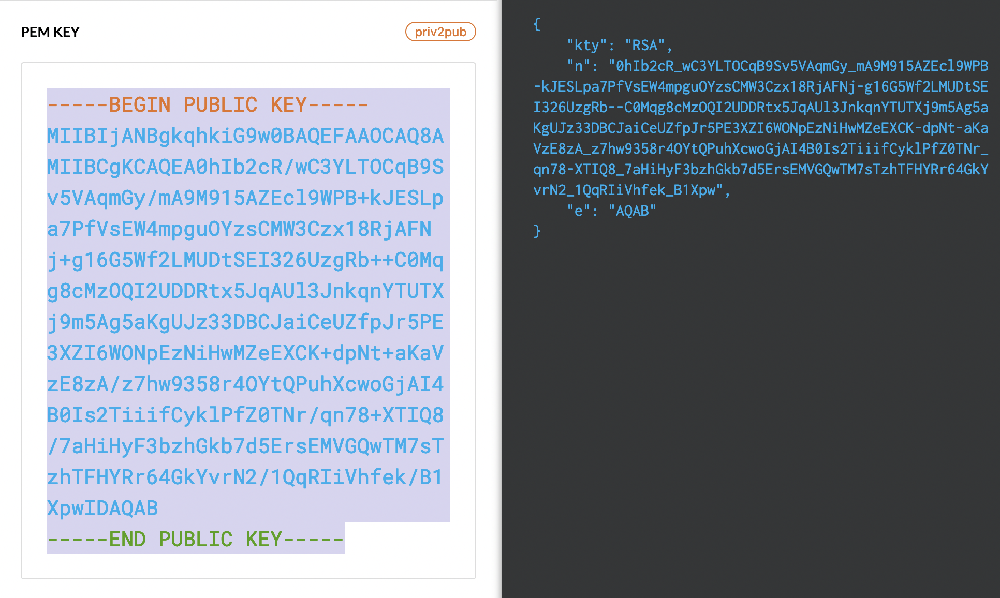 PEM KEY
priv2pub
-----BEGIN PUBLIC KEY-----
MIIBIjANBgkqhkiG9w0BAQEFAAOCAQ8A
MIIBCgKCAQEA0hIb2cR/wC3YLTOCqB9S
v5VAqmGy/mA9M915AZEcl9WPB+kJESLp
a7PfVsEW4mpguOYzsCMW3Czx18RjAFN
j+g16G5Wf2LMUDtSEI326UzgRb++C0Mq
g8cMzOQI2UDDRtx5JqAUl3JnkqnYTUTX
j9m5Ag5aKgUJz33DBCJaiCeUZfpJr5PE
3XZI6WONpEzNiHwMZeEXCK+dpNt+aKaV
zE8zA/z7hw9358r4OYtQPuhXcwoGjAI4
B0Is2TiiifCyklPfZ0TNr/qn78+XTIQ8
/7aHiHyF3bzhGkb7d5ErsEMVGQwTM7sT
zhTFHYRr64GkYvrN2/1QqRIiVhfek/B1
XpwIDAQAB
-----END PUBLIC KEY-----
{
    "kty": "RSA",
    "n": "0hIb2cR_wC3YLTOCqB9Sv5VAqmGy_mA9M915AZEcl9WPB
-kJESLpa7PfVsEW4mpguOYzsCMW3Czx18RjAFNj-g16G5Wf2LMUDtSE
I326UzgRb--C0Mqg8cMzOQI2UDDRtx5JqAUl3JnkqnYTUTXj9m5Ag5a
KgUJz33DBCJaiCeUZfpJr5PE3XZI6WONpEzNiHwMZeEXCK-dpNt-aKa
VzE8zA_z7hw9358r4OYtQPuhXcwoGjAI4B0Is2TiiifCyklPfZ0TNr_
qn78-XTIQ8_7aHiHyF3bzhGkb7d5ErsEMVGQwTM7sTzhTFHYRr64GkY
vrN2_1QqRIiVhfek_B1Xpw",
    "e": "AQAB"
}